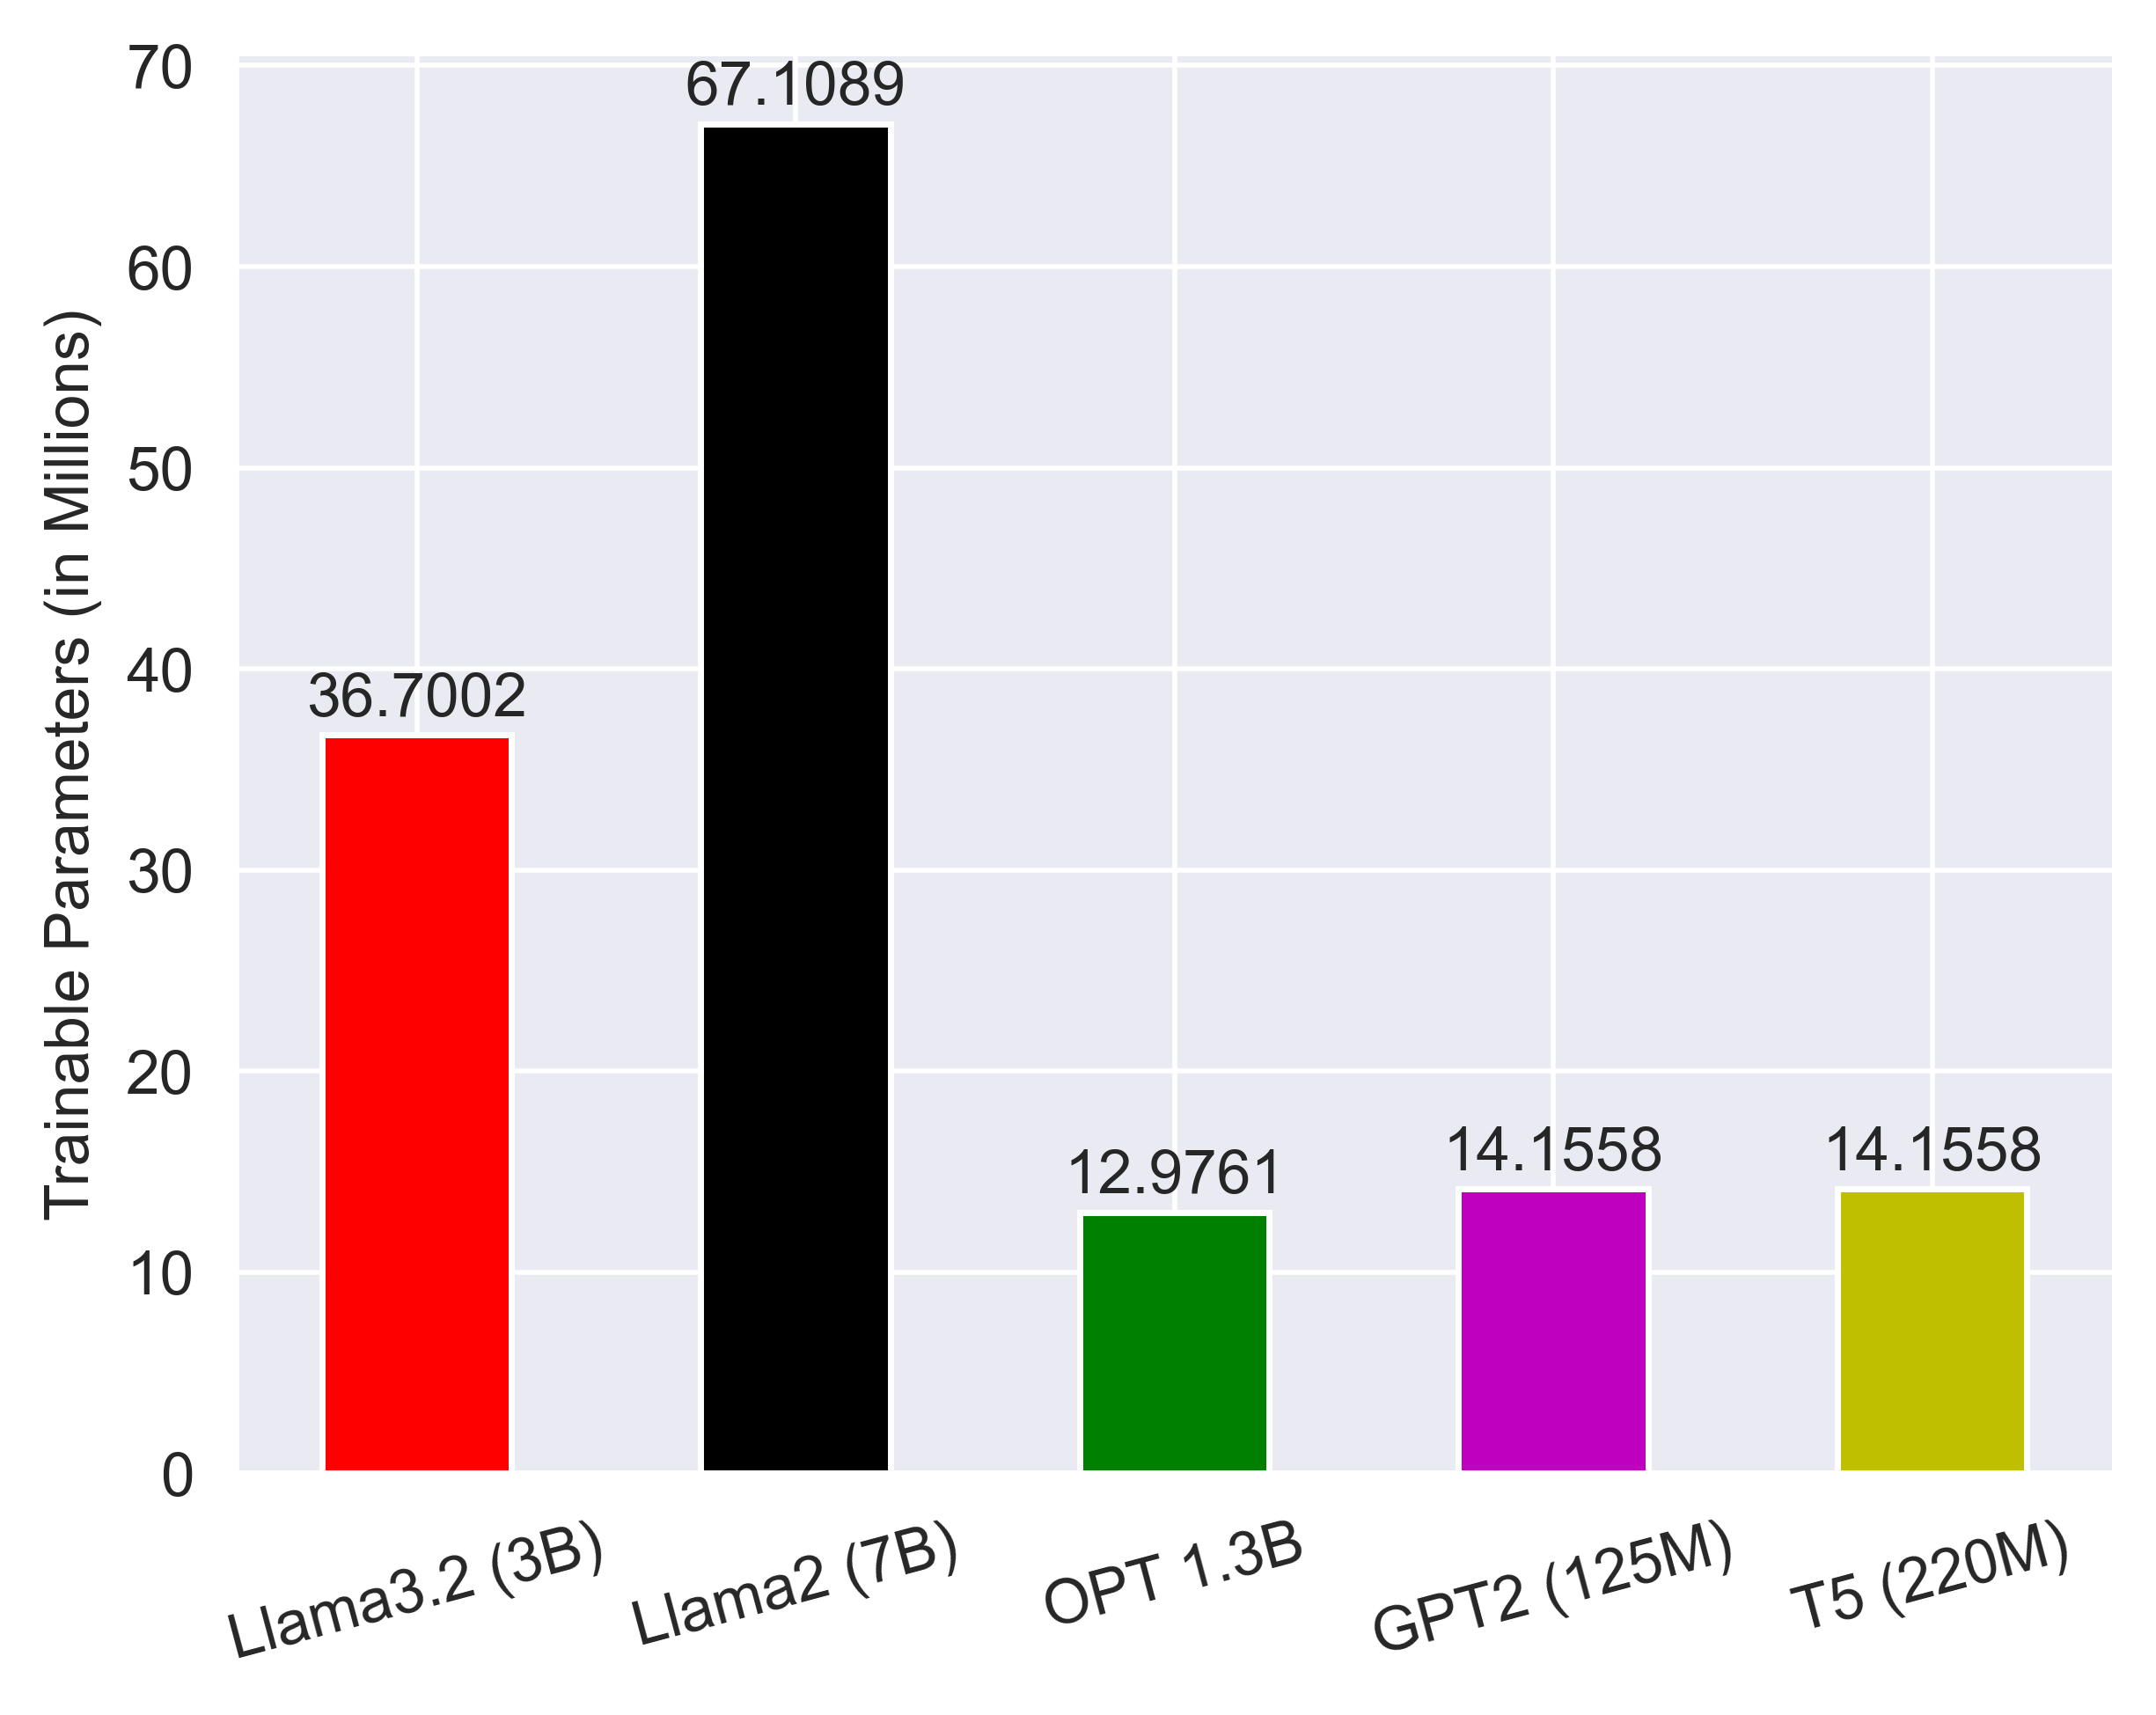 Trainable Parameters (in Millions)
70
60
50
40
30
20
10
0
36.7002
67.1089
12.9761
14.1558
14.1558
Llama3.2 (3B)
Llama2 (7B)
OPT 1.3B
GPT2 (125M)
T5 (220M)